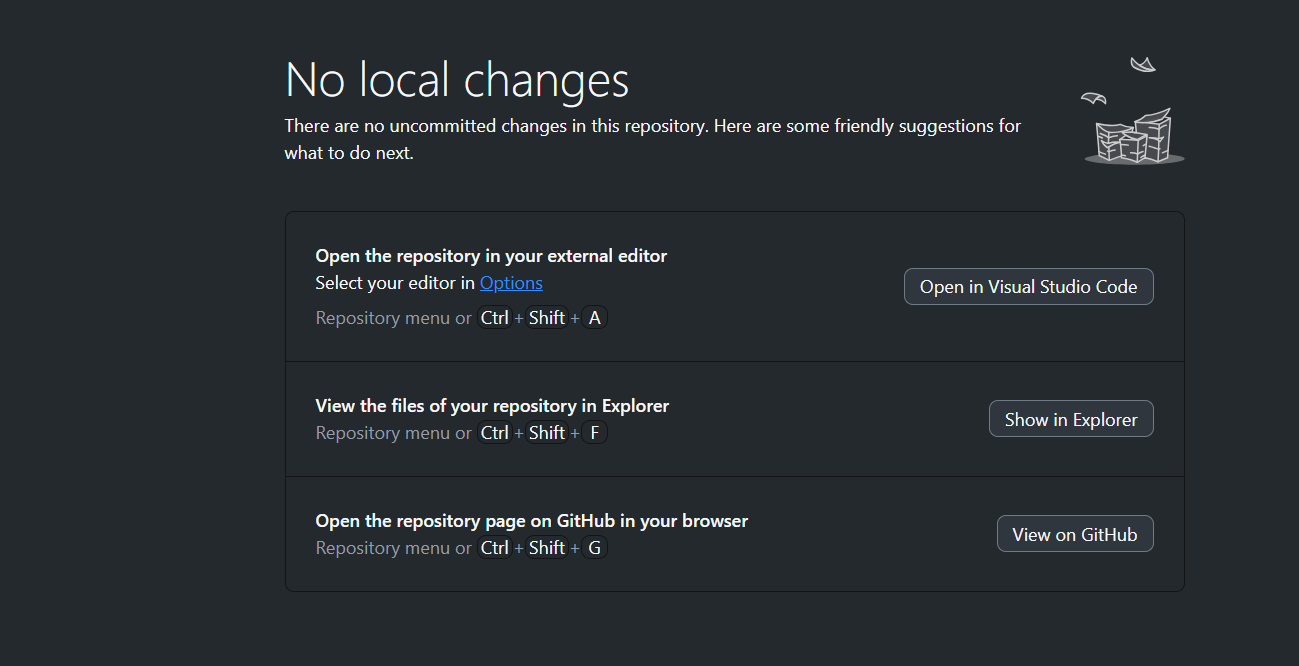 No local changes
There are no uncommitted changes in this repository. Here are some friendly suggestions for
what to do next.
Open the repository in your external editor
Select your editor in Options
Repository menu or Ctrl + Shift + A
Open in Visual Studio Code
View the files of your repository in Explorer
Repository menu or Ctrl + Shift + F
Show in Explorer
Open the repository page on GitHub in your browser
Repository menu or Ctrl + Shift + G
View on GitHub